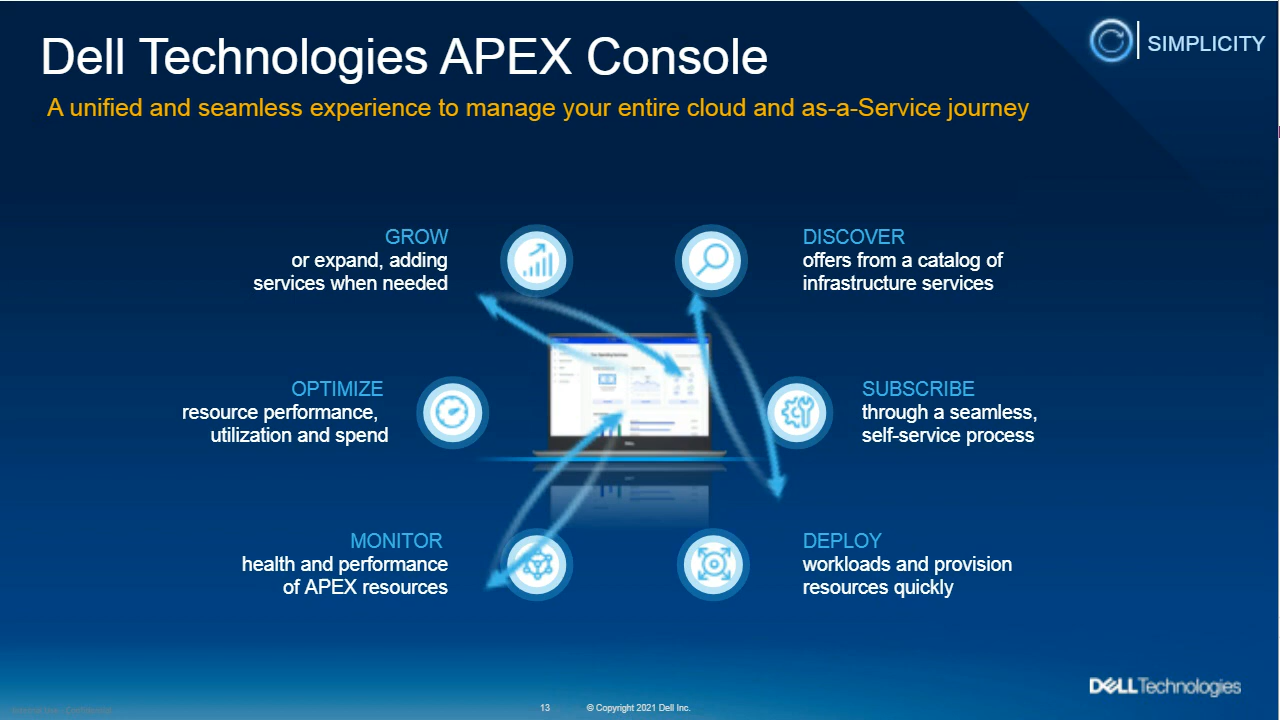 Dell Technologies APEX Console
SIMPLICITY
A unified and seamless experience to manage your entire cloud and as-a-Service journey
GROW
or expand, adding
services when needed
DISCOVER
offers from a catalog of
infrastructure services
OPTIMIZE
resource performance,
utilization and spend
SUBSCRIBE
through a seamless,
self-service process
MONITOR
health and performance
of APEX resources
DEPLOY
workloads and provision
resources quickly
DELL Technologies
13
© Copyright 2021 Dell Inc.